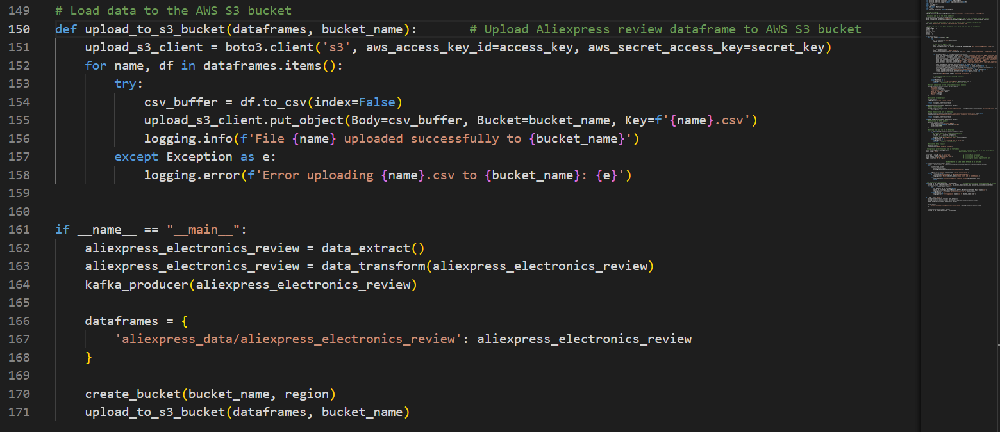 149 # Load data to the AWS S3 bucket
150 def upload_to_s3_bucket(dataframes, bucket_name):       # Upload Aliexpress review dataframe to AWS S3 bucket
151     upload_s3_client = boto3.client('s3', aws_access_key_id=access_key, aws_secret_access_key=secret_key)
152     for name, df in dataframes.items():
153         try:
154             csv_buffer = df.to_csv(index=False)
155             upload_s3_client.put_object(Body=csv_buffer, Bucket=bucket_name, Key=f'{name}.csv')
156             logging.info(f'File {name} uploaded successfully to {bucket_name}')
157         except Exception as e:
158             logging.error(f'Error uploading {name}.csv to {bucket_name}: {e}')
159
160
161 if __name__ == "__main__":
162     aliexpress_electronics_review = data_extract()
163     aliexpress_electronics_review = data_transform(aliexpress_electronics_review)
164     kafka_producer(aliexpress_electronics_review)
165
166     dataframes = {
167         'aliexpress_data/aliexpress_electronics_review': aliexpress_electronics_review
168     }
169
170     create_bucket(bucket_name, region)
171     upload_to_s3_bucket(dataframes, bucket_name)